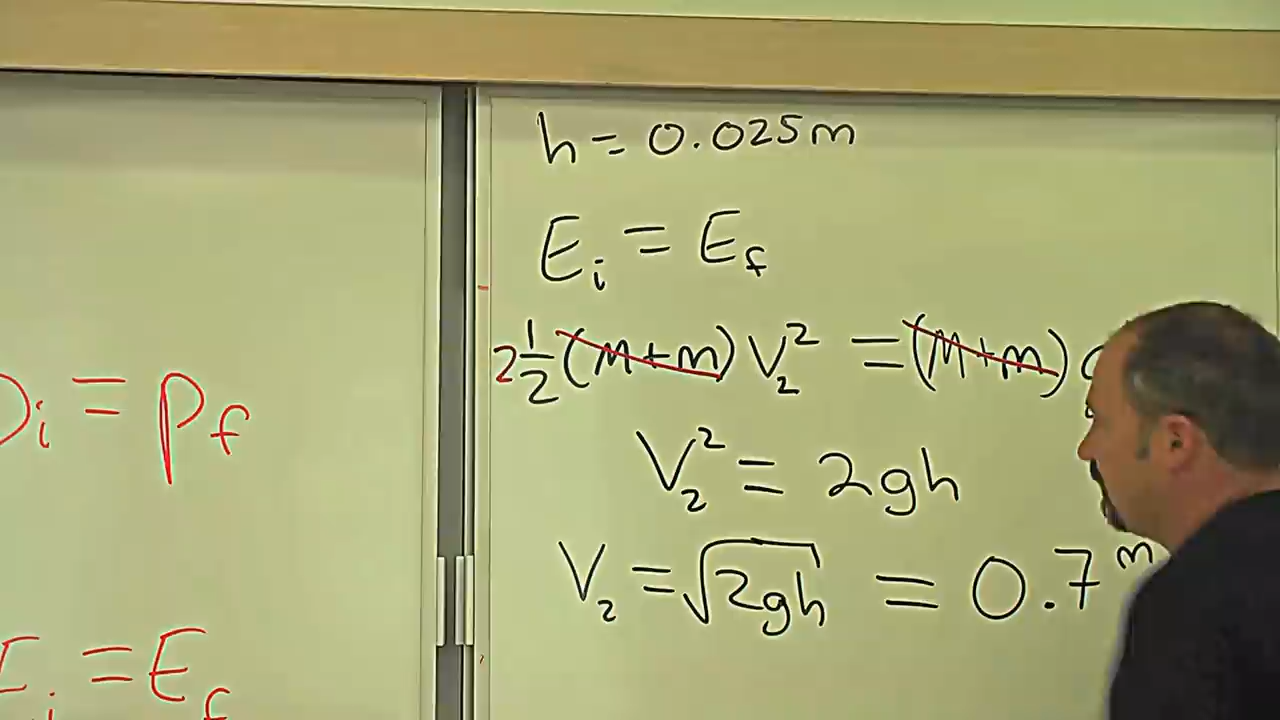 h = 0.025m
E_i = E_f
2 1/2 (M+m) V_2^2 = (M+m)
V_2^2 = 2gh
V_2 = √2gh = 0.7 m
p_i = p_f
E_i = E_f